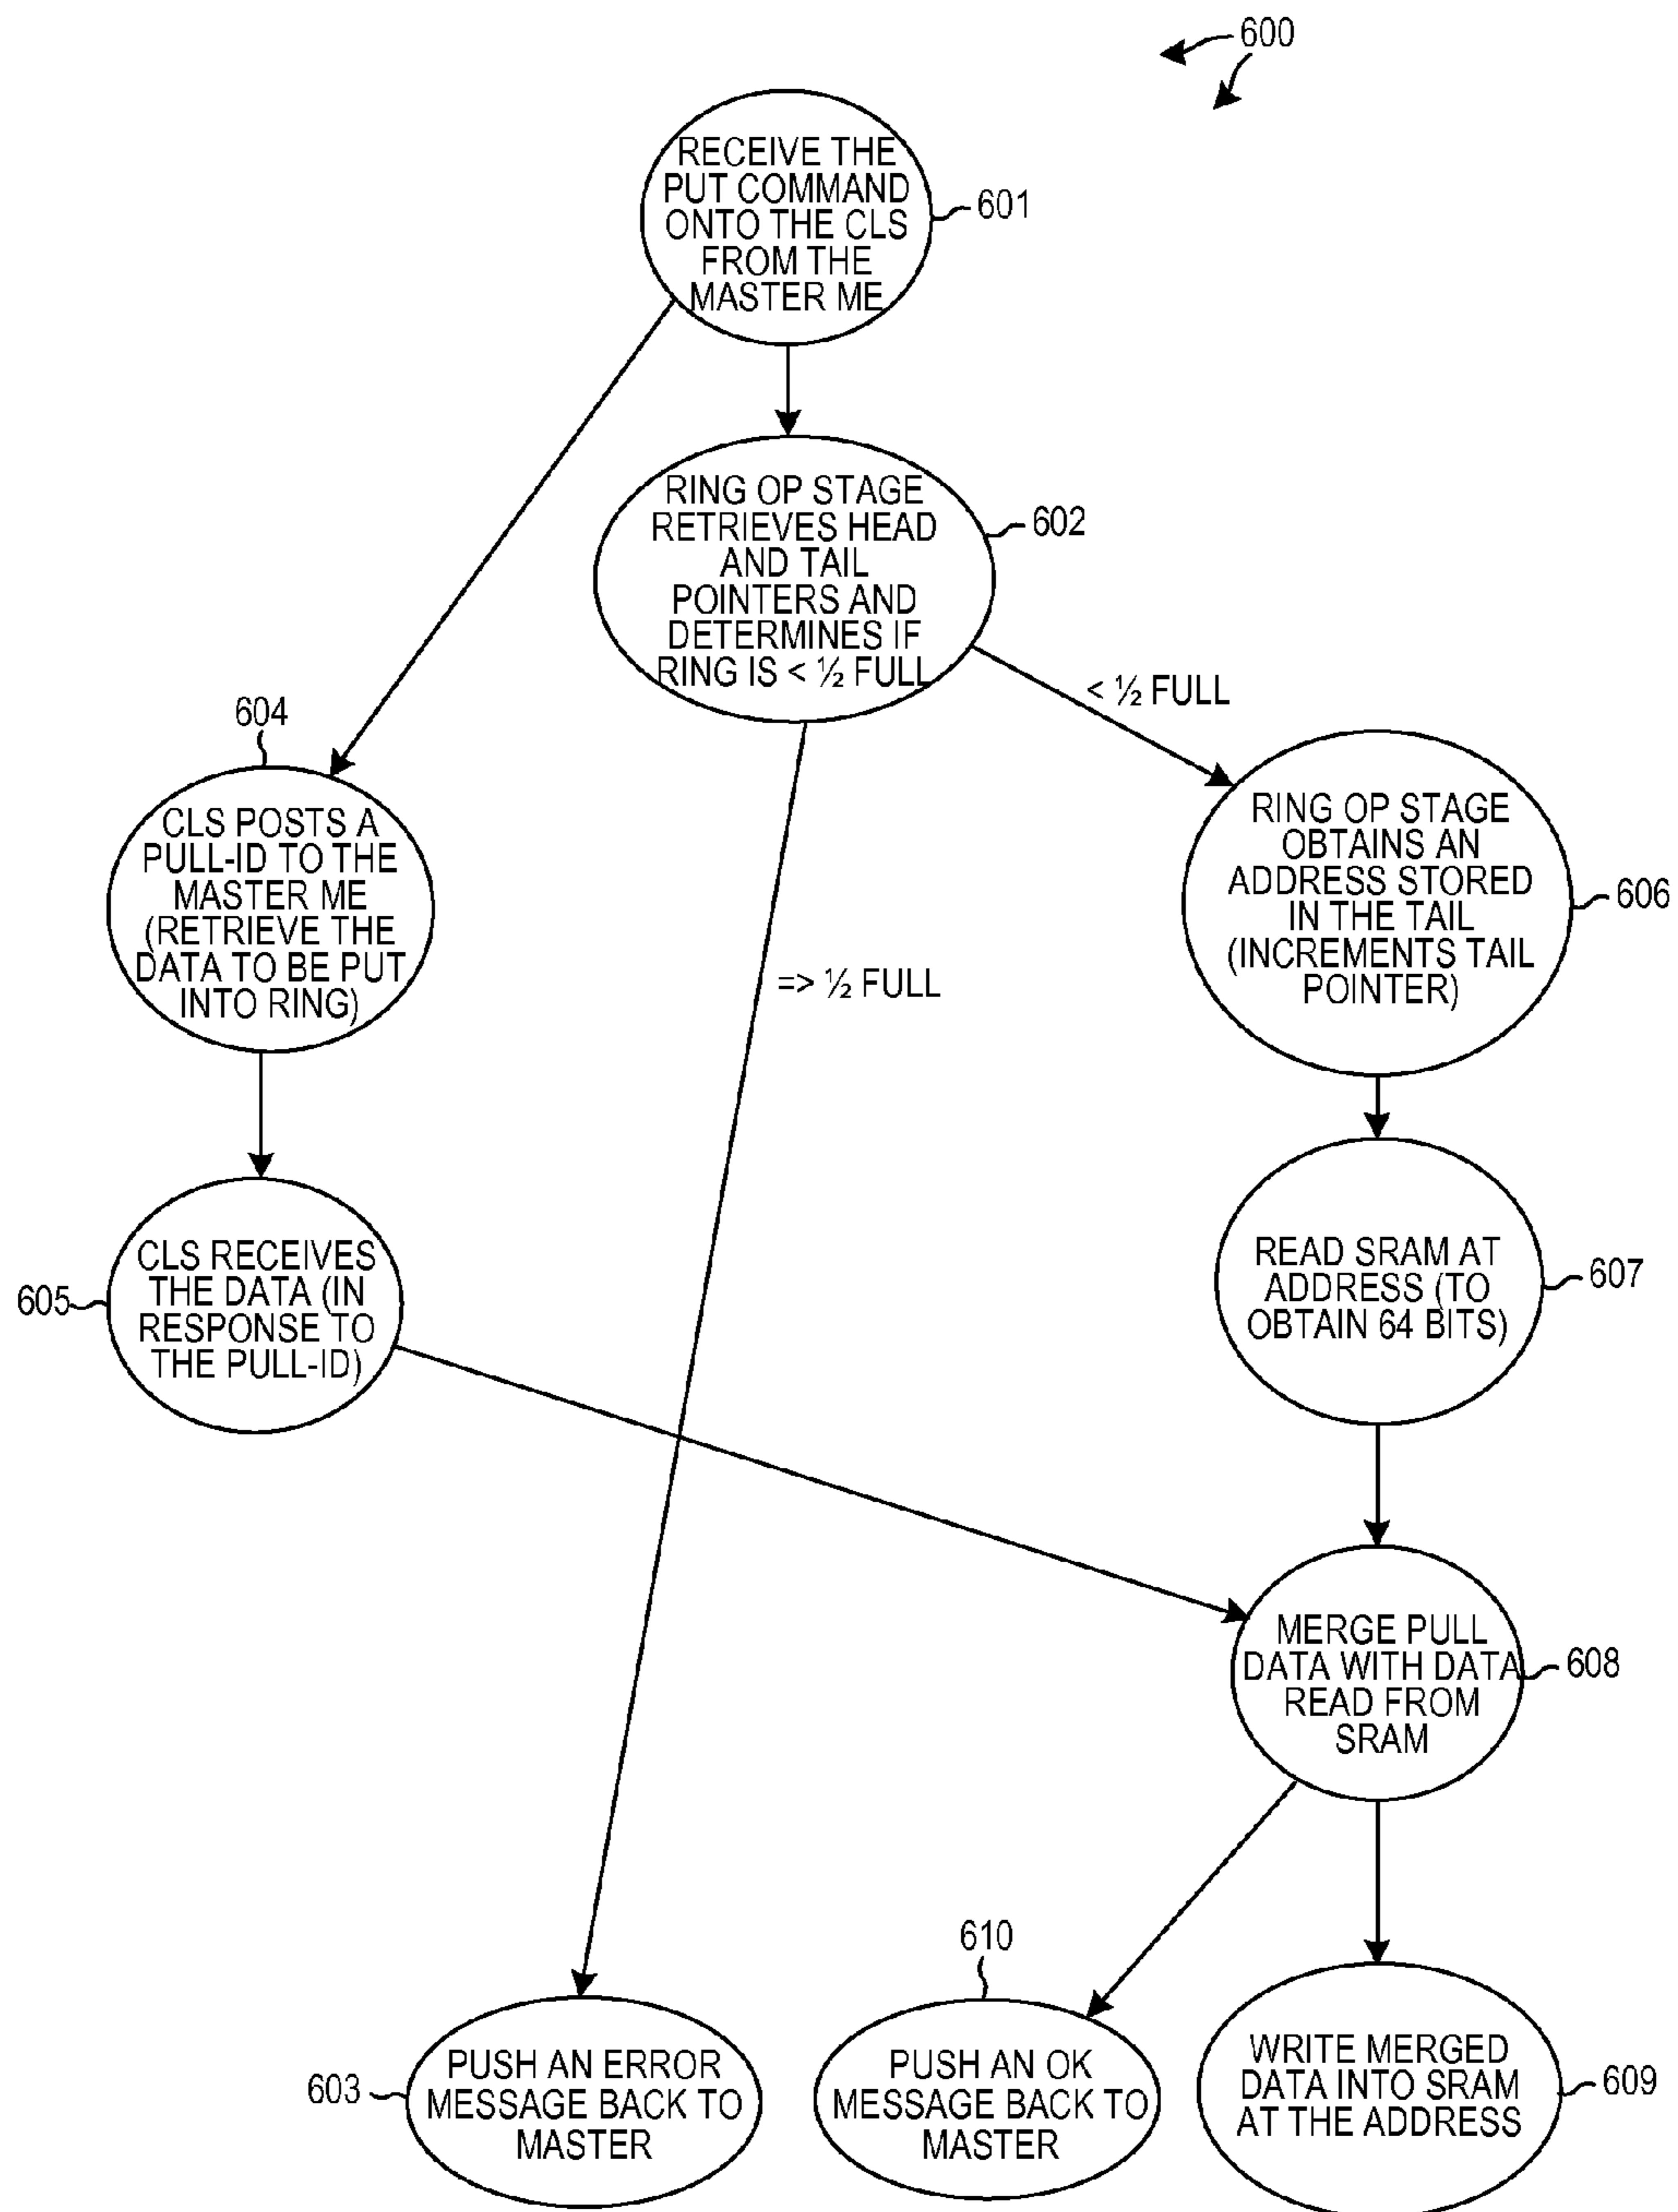 600
RECEIVE THE
PUT COMMAND
ONTO THE CLS
FROM THE
MASTER ME
601
RING OP STAGE
RETRIEVES HEAD
AND TAIL
POINTERS AND
DETERMINES IF
RING IS < ½ FULL
602
< ½ FULL
604
CLS POSTS A
PULL-ID TO THE
MASTER ME
(RETRIEVE THE
DATA TO BE PUT
INTO RING)
=> ½ FULL
RING OP STAGE
OBTAINS AN
ADDRESS STORED
IN THE TAIL
(INCREMENTS TAIL
POINTER)
606
605
CLS RECEIVES
THE DATA (IN
RESPONSE TO
THE PULL-ID)
READ SRAM AT
ADDRESS (TO
OBTAIN 64 BITS)
607
MERGE PULL
DATA WITH DATA
READ FROM
SRAM
608
603
PUSH AN ERROR
MESSAGE BACK TO
MASTER
610
PUSH AN OK
MESSAGE BACK TO
MASTER
WRITE MERGED
DATA INTO SRAM
AT THE ADDRESS
609